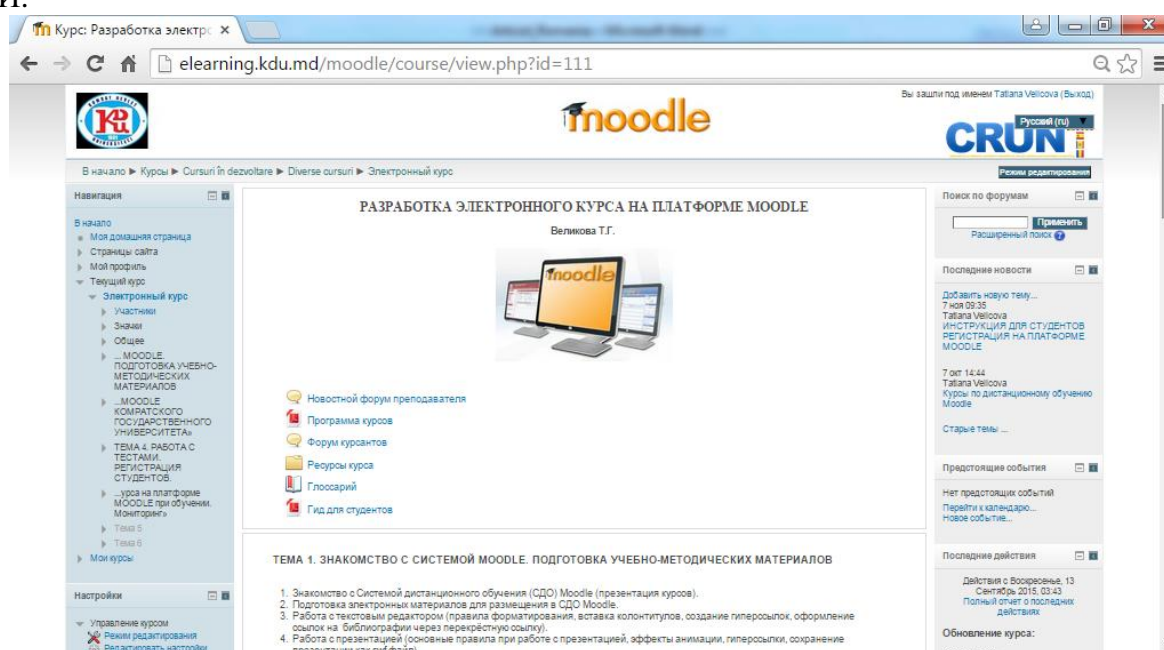 Курс: Разработка электро
elearning.kdu.md/moodle/course/view.php?id=111
moodle
Вы зашли под именем Tatiana Velicova (Выход)
Русский (ru)
CRUNT
В начало ► Курсы ► Cursuri în dezvoltare ► Diverse cursuri ► Электронный курс
Режим редактирования
Навигация
В начало
Моя домашняя страница
Страницы сайта
Мой профиль
Текущий курс
Электронный курс
Участники
Значки
Общее
... MOODLE.
ПОДГОТОВКА УЧЕБНО-
МЕТОДИЧЕСКИХ
МАТЕРИАЛОВ
...MOODLE
КОМРАТСКОГО
ГОСУДАРСТВЕННОГО
УНИВЕРСИТЕТА»
ТЕМА 4. РАБОТА С
ТЕСТАМИ.
РЕГИСТРАЦИЯ
СТУДЕНТОВ.
...урса на платформе
MOODLE при обучении.
Мониторинг»
Тема 5
Тема 6
Мои курсы
Настройки
Управление курсом
Режим редактирования
Редактировать настройки
РАЗРАБОТКА ЭЛЕКТРОННОГО КУРСА НА ПЛАТФОРМЕ MOODLE
Великова Т.Г.
moodle
Новостной форум преподавателя
Программа курсов
Форум курсантов
Ресурсы курса
Глоссарий
Гид для студентов
ТЕМА 1. ЗНАКОМСТВО С СИСТЕМОЙ MOODLE. ПОДГОТОВКА УЧЕБНО-МЕТОДИЧЕСКИХ МАТЕРИАЛОВ
1. Знакомство с Системой дистанционного обучения (СДО) Moodle (презентация курсов).
2. Подготовка электронных материалов для размещения в СДО Moodle.
3. Работа с текстовым редактором (правила форматирования, вставка колонтитулов, создание гиперссылок, оформление
ссылок на библиографии через перекрёстную ссылку).
4. Работа с презентацией (основные правила при работе с презентацией, эффекты анимации, гиперссылки, сохранение
Поиск по форумам
Применить
Расширенный поиск
Последние новости
Добавить новую тему...
7 ноя 09:35
Tatiana Velicova
ИНСТРУКЦИЯ ДЛЯ СТУДЕНТОВ
РЕГИСТРАЦИЯ НА ПЛАТФОРМЕ
MOODLE
7 окт 14:44
Tatiana Velicova
Курсы по дистанционному обучению
Moodle
Старые темы ...
Предстоящие события
Нет предстоящих событий
Перейти к календарю...
Новое событие...
Последние действия
Действия с Воскресенье, 13
Сентябрь 2015, 03:43
Полный отчет о последних
действиях
Обновление курса: